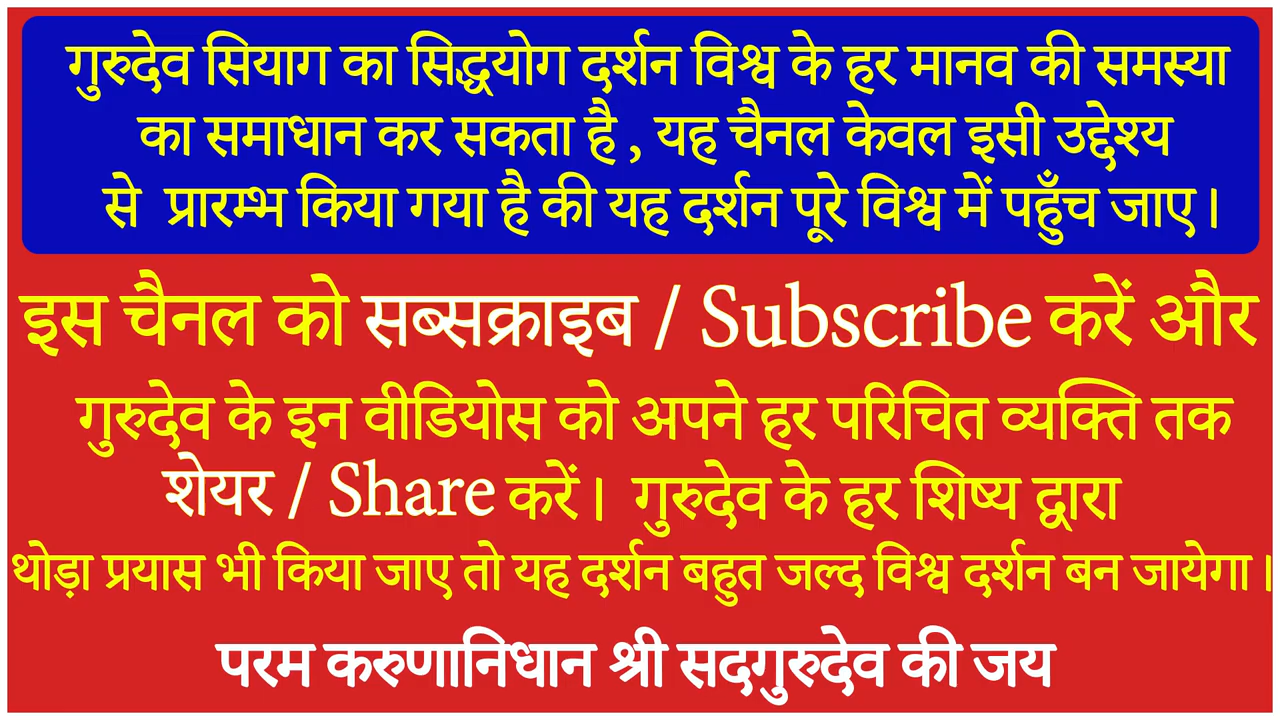 गुरुदेव सियाग का सिद्धयोग दर्शन विश्व के हर मानव की समस्या
का समाधान कर सकता है , यह चैनल केवल इसी उद्देश्य
से प्रारम्भ किया गया है की यह दर्शन पूरे विश्व में पहुँच जाए।
इस चैनल को सब्सक्राइब / Subscribe करें और
गुरुदेव के इन वीडियोस को अपने हर परिचित व्यक्ति तक
शेयर / Share करें। गुरुदेव के हर शिष्य द्वारा
थोड़ा प्रयास भी किया जाए तो यह दर्शन बहुत जल्द विश्व दर्शन बन जायेगा।
परम करुणानिधान श्री सदगुरुदेव की जय